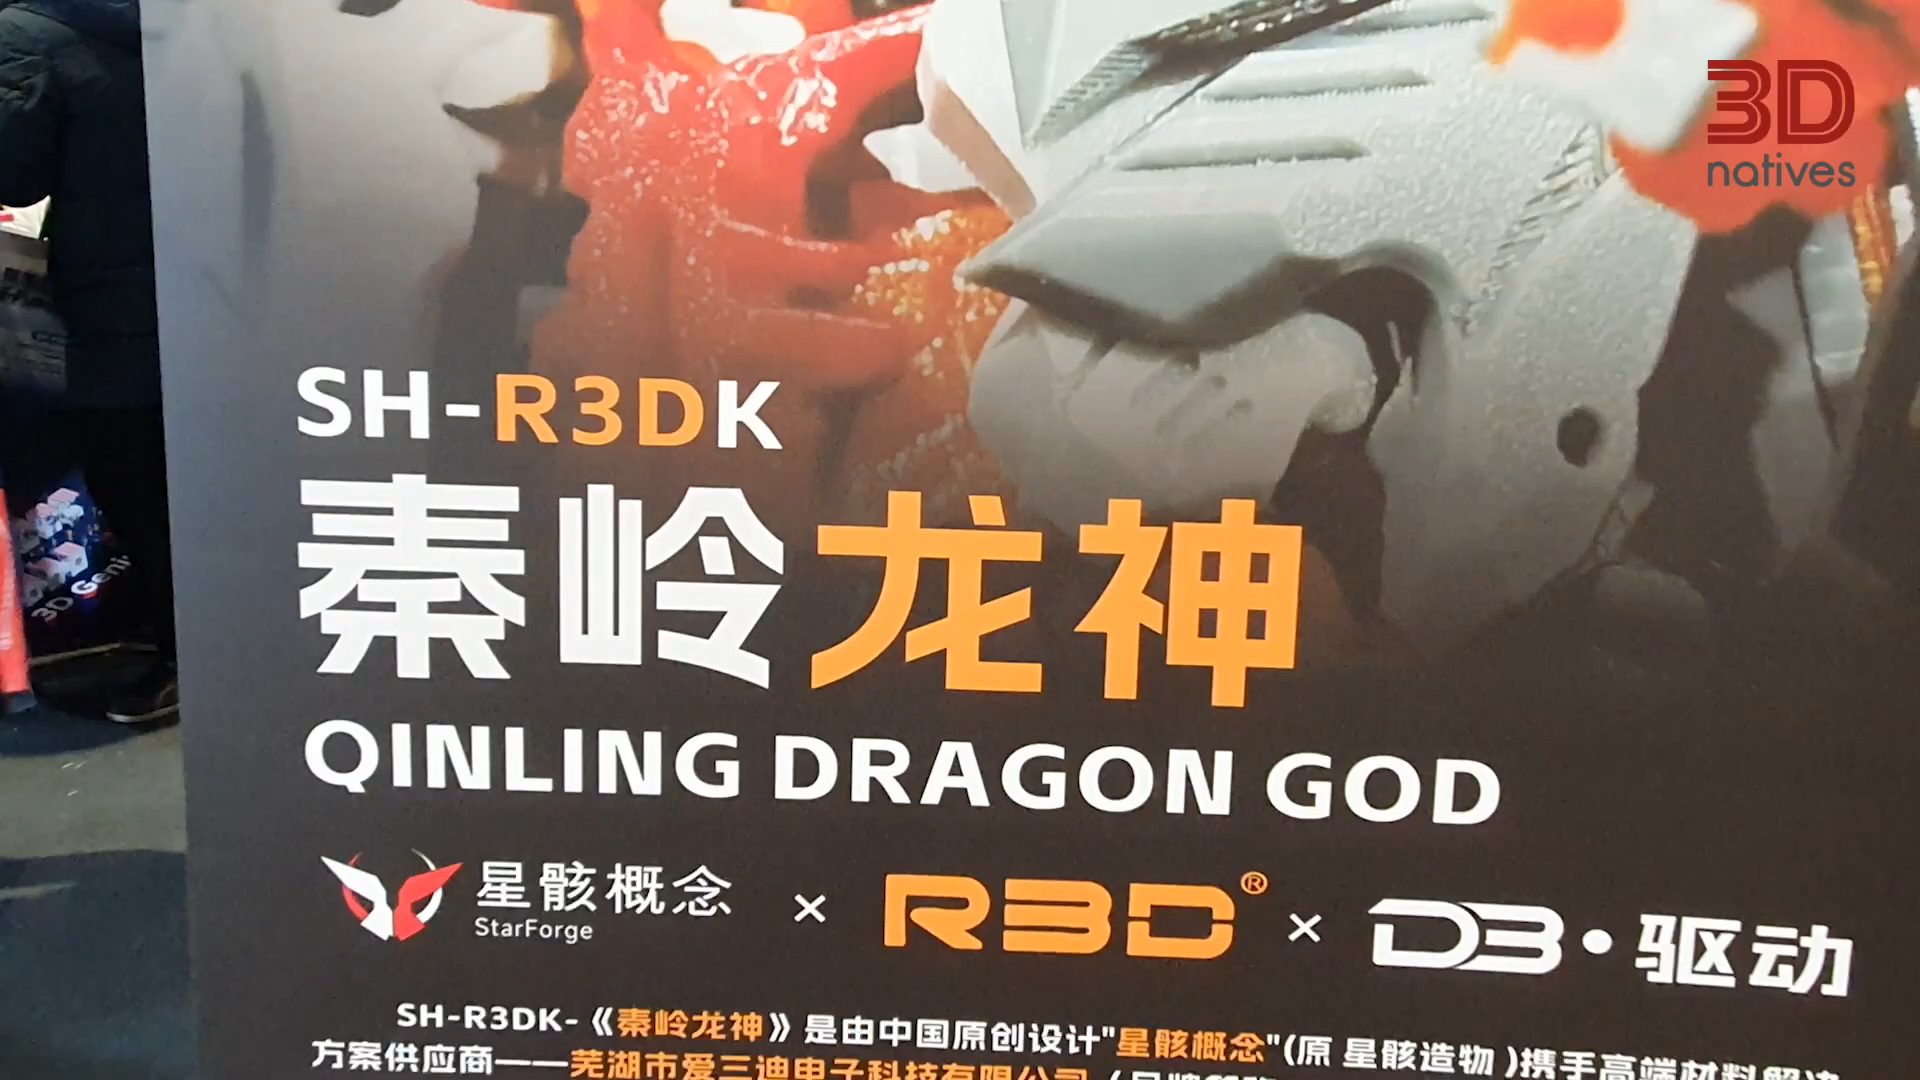 3D
natives
SH-R3DK
秦岭龙神
QINLING DRAGON GOD
星骸概念
StarForge
×
R3D®
×
D3·驱动
SH-R3DK-《秦岭龙神》是由中国原创设计"星骸概念"(原 星骸造物 )携手高端材料解决
方案供应商——芜湖市爱三迪电子科技有限公司
3D Geni